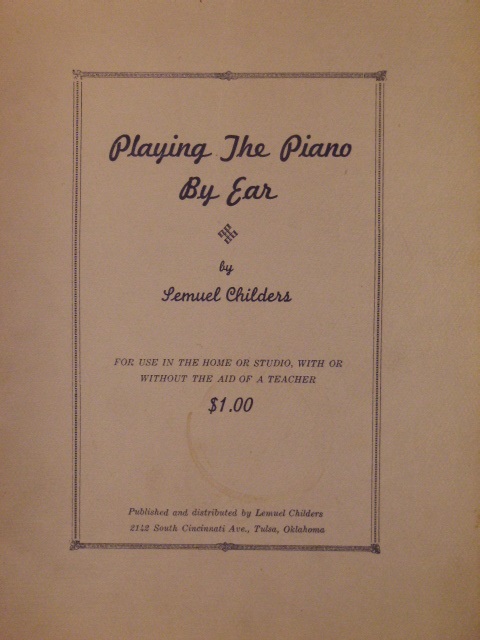 Playing The Piano
By Ear
by
Lemuel Childers
FOR USE IN THE HOME OR STUDIO, WITH OR
WITHOUT THE AID OF A TEACHER
$1.00
Published and distributed by Lemuel Childers
2142 South Cincinnati Ave., Tulsa, Oklahoma